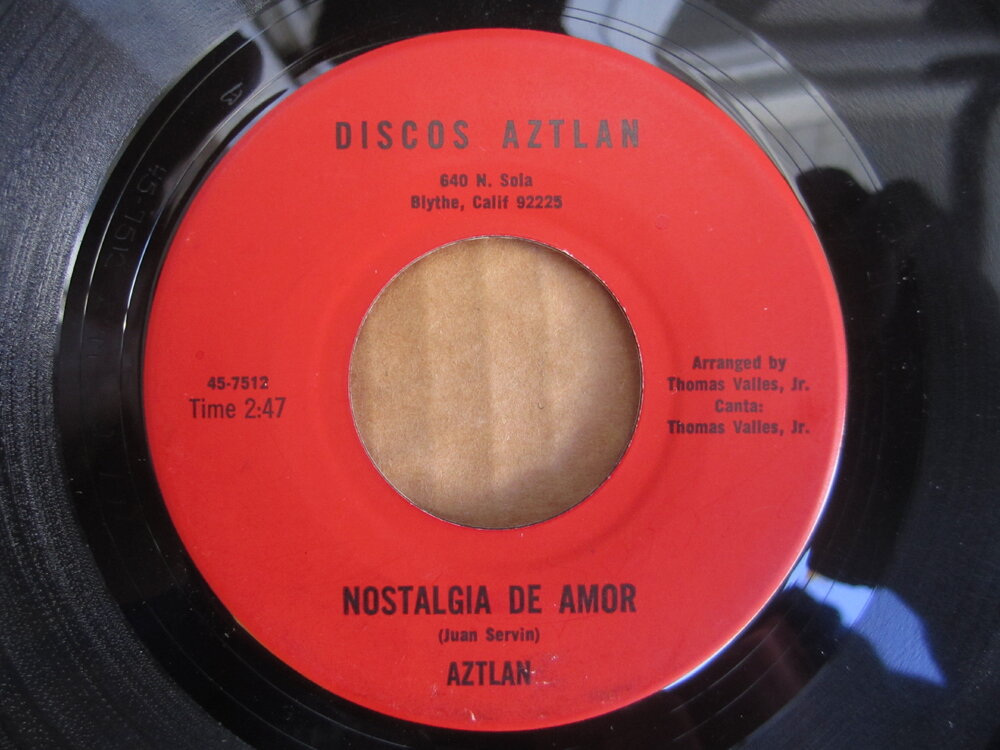 DISCOS AZTLAN
640 N. Sola
Blythe, Calif 92225
45-7512
Time 2:47
Arranged by
Thomas Valles, Jr.
Canta:
Thomas Valles, Jr.
NOSTALGIA DE AMOR
(Juan Servin)
AZTLAN